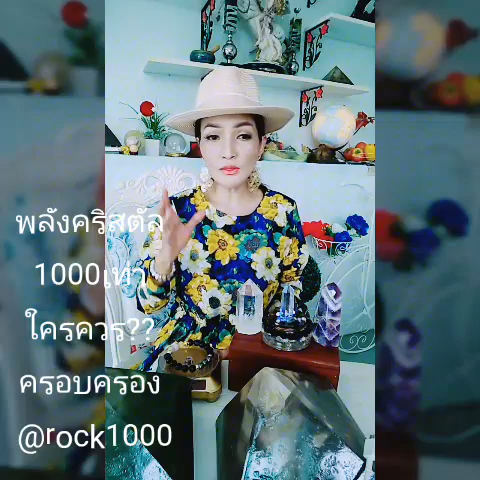 พลังคริสตัล
1000เท่า
ใครควร??
ครอบครอง
@rock1000